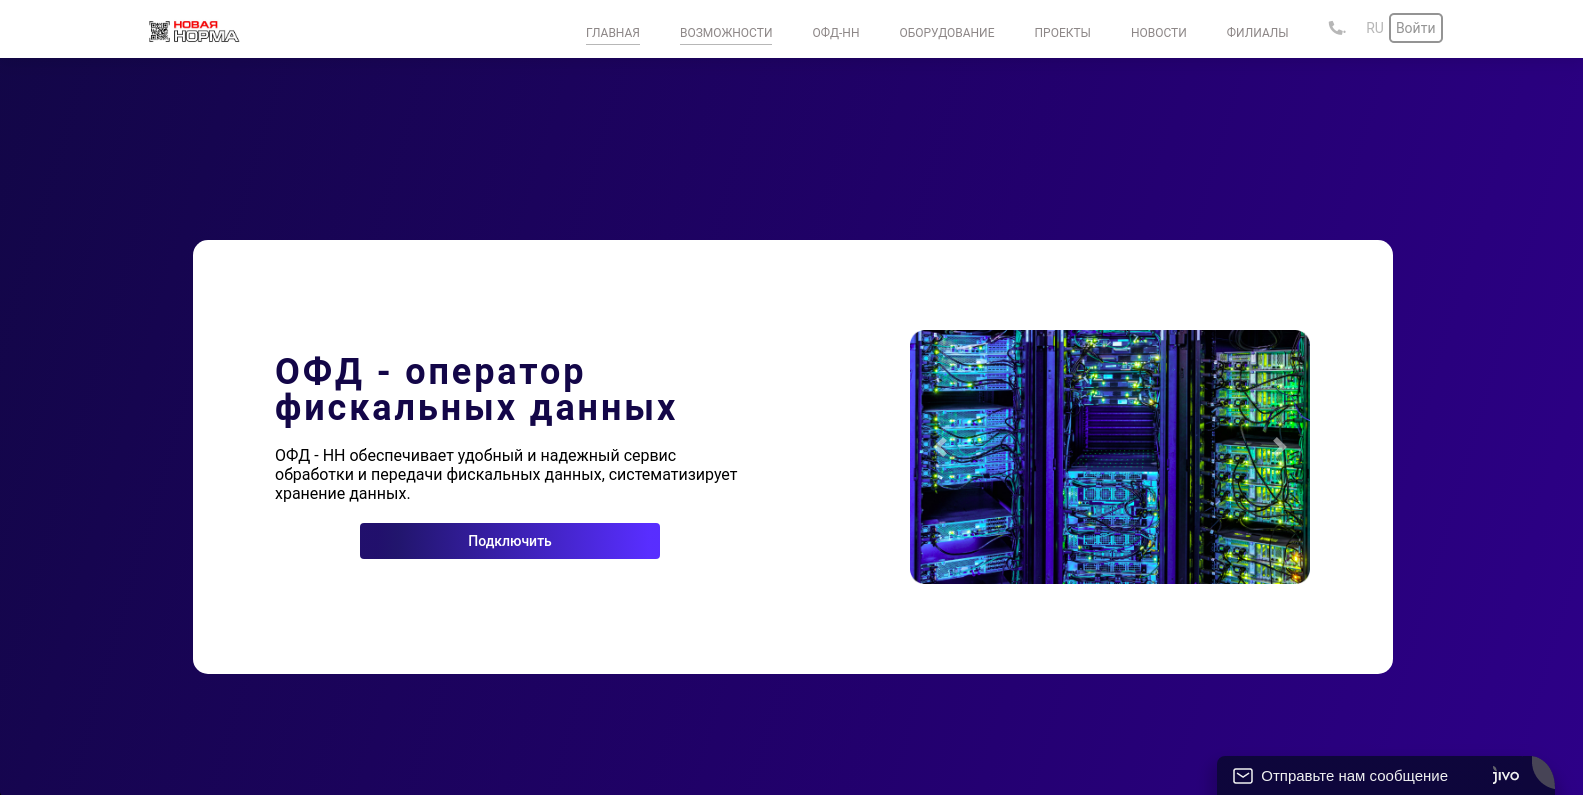 НОВАЯ
НОРМА
ГЛАВНАЯ ВОЗМОЖНОСТИ ОФД-НН ОБОРУДОВАНИЕ ПРОЕКТЫ НОВОСТИ ФИЛИАЛЫ RU Войти
ОФД - оператор
фискальных данных
ОФД - НН обеспечивает удобный и надежный сервис
обработки и передачи фискальных данных, систематизирует
хранение данных.
Подключить
Отправьте нам сообщение jivo